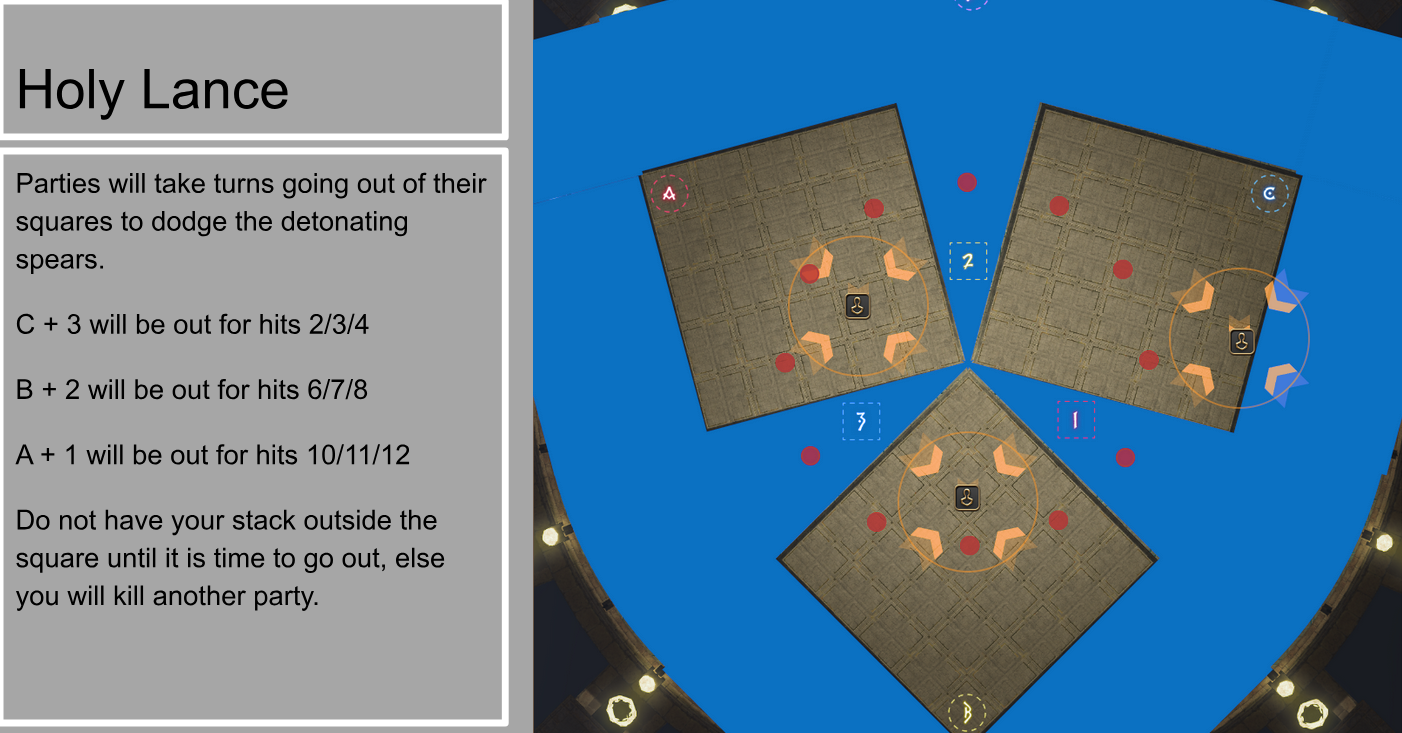 Holy Lance
Parties will take turns going out of their
squares to dodge the detonating
spears.
C + 3 will be out for hits 2/3/4
B + 2 will be out for hits 6/7/8
A + 1 will be out for hits 10/11/12
Do not have your stack outside the
square until it is time to go out, else
you will kill another party.
A
C
2
3
1
B